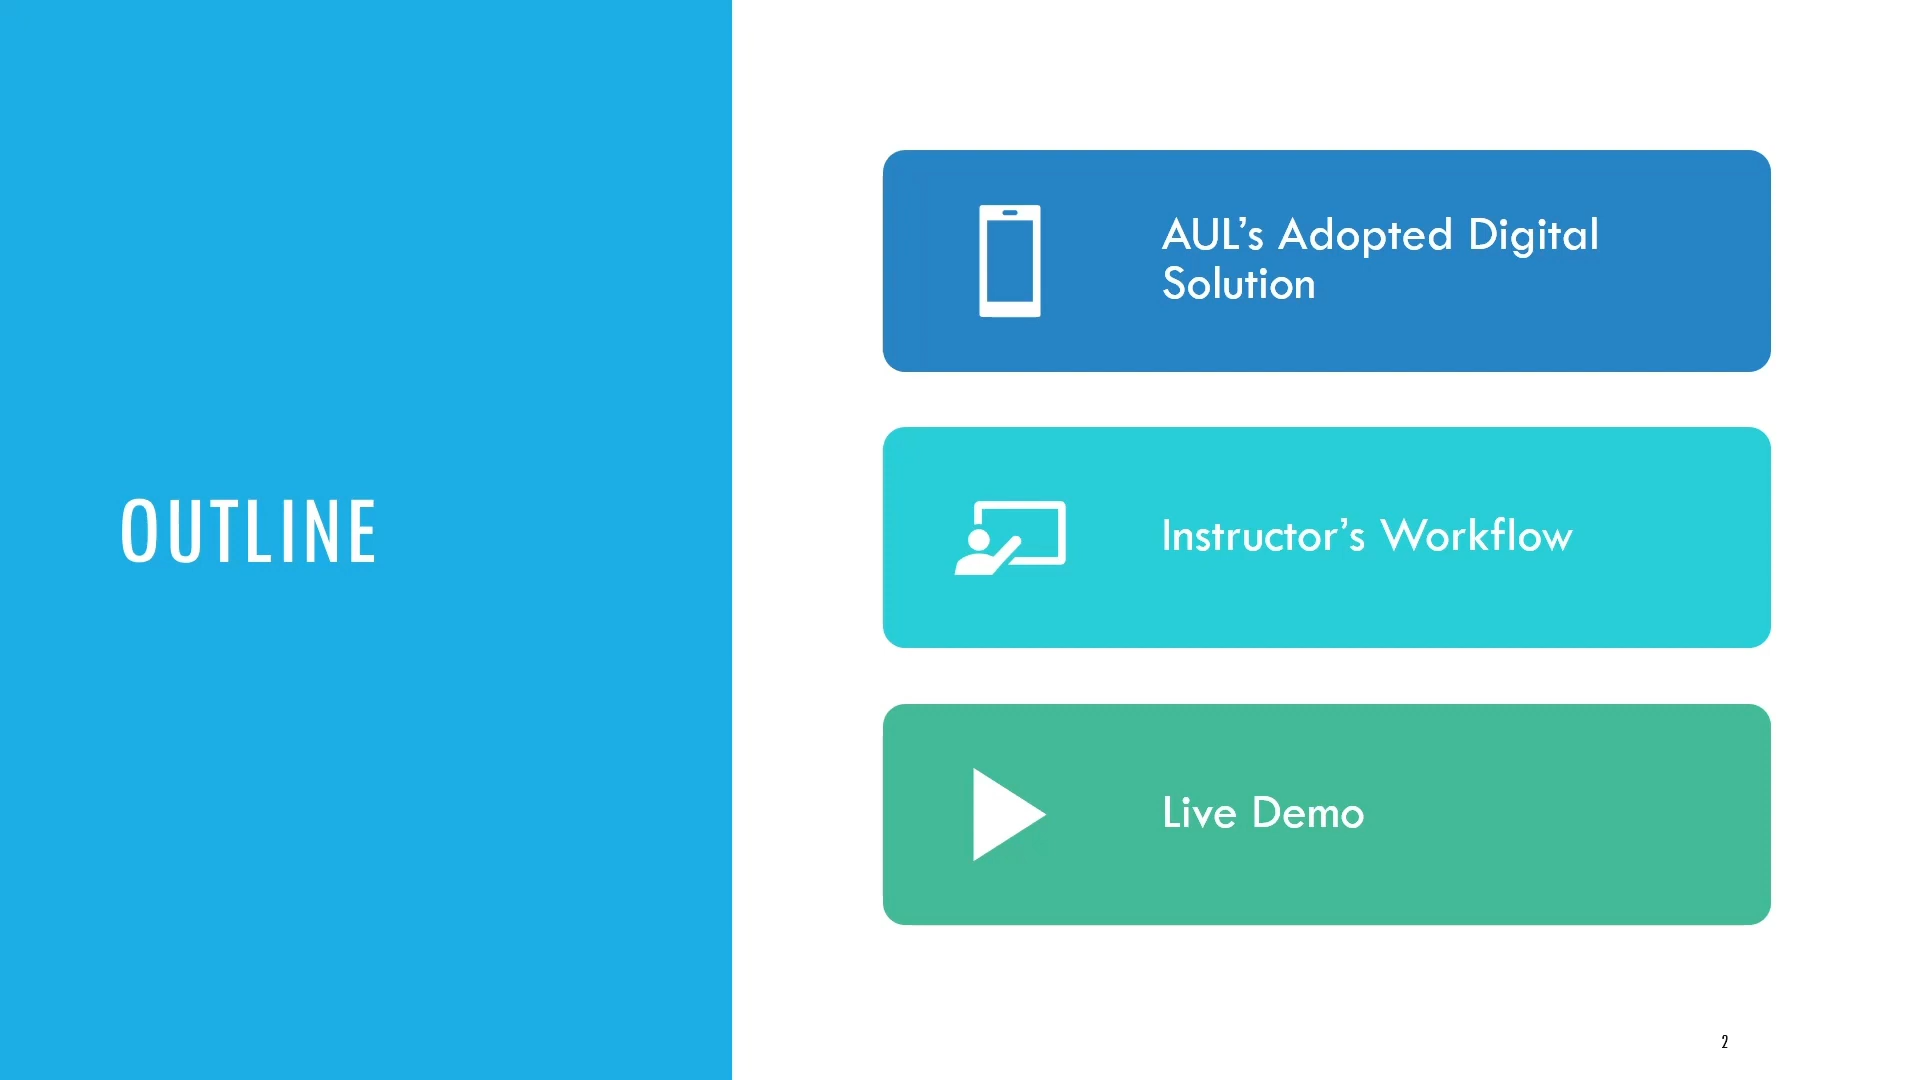 OUTLINE
AUL’s Adopted Digital
Solution
Instructor’s Workflow
Live Demo
2